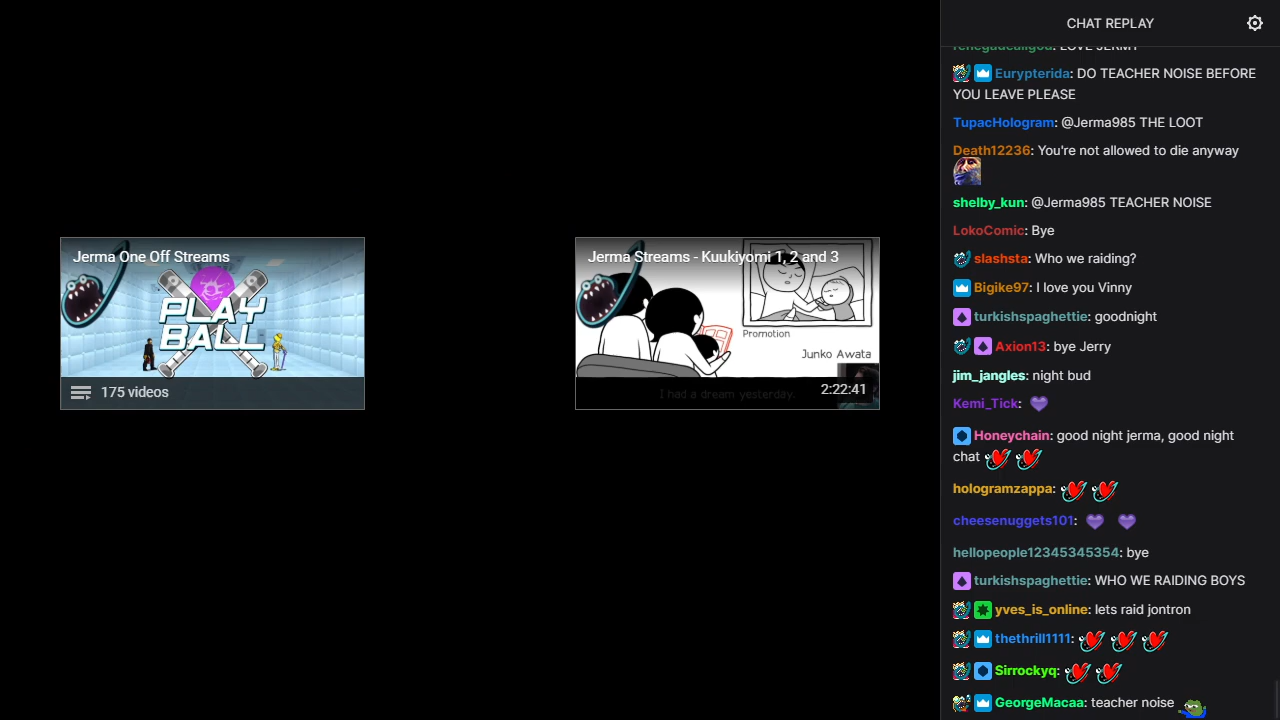 Jerma One Off Streams
PLAY
BALL
175 videos
Jerma Streams - Kuukiyomi 1, 2 and 3
Promotion
Junko Awata
I had a dream yesterday.
2:22:41
CHAT REPLAY
renegadealigod: LOVE JERMY
Eurypterida: DO TEACHER NOISE BEFORE
YOU LEAVE PLEASE
TupacHologram: @Jerma985 THE LOOT
Death12236: You're not allowed to die anyway
shelby_kun: @Jerma985 TEACHER NOISE
LokoComic: Bye
slashsta: Who we raiding?
Bigike97: I love you Vinny
turkishspaghettie: goodnight
Axion13: bye Jerry
jim_jangles: night bud
Kemi_Tick:
Honeychain: good night jerma, good night
chat
hologramzappa:
cheesenuggets101:
hellopeople12345345354: bye
turkishspaghettie: WHO WE RAIDING BOYS
yves_is_online: lets raid jontron
thethrill1111:
Sirrockyq:
GeorgeMacaa: teacher noise